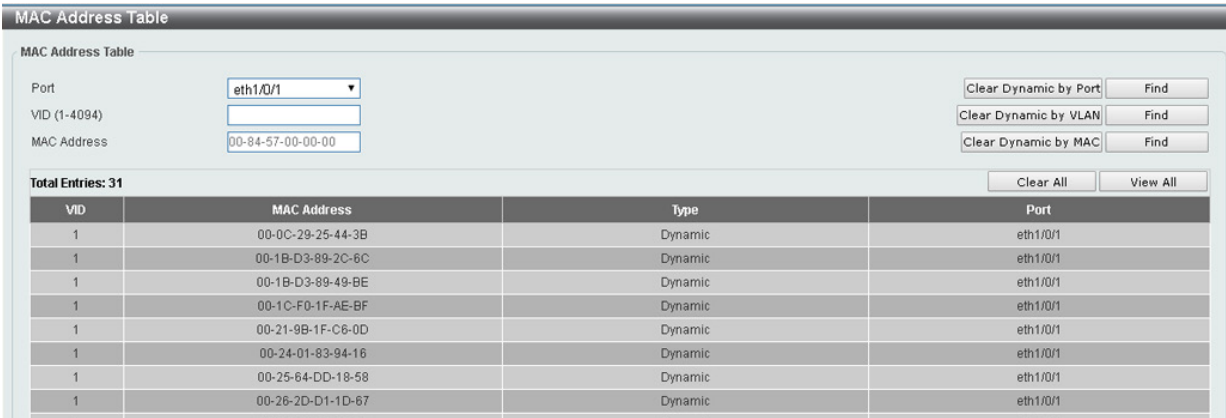 MAC Address Table
MAC Address Table
Port eth1/0/1 Clear Dynamic by Port Find
VID (1-4094) Clear Dynamic by VLAN Find
MAC Address 00-84-57-00-00-00 Clear Dynamic by MAC Find
Total Entries: 31 Clear All View All
VID MAC Address Type Port
1 00-0C-29-25-44-3B Dynamic eth1/0/1
1 00-1B-D3-89-2C-6C Dynamic eth1/0/1
1 00-1B-D3-89-49-BE Dynamic eth1/0/1
1 00-1C-F0-1F-AE-BF Dynamic eth1/0/1
1 00-21-9B-1F-C6-0D Dynamic eth1/0/1
1 00-24-01-83-94-16 Dynamic eth1/0/1
1 00-25-64-DD-18-58 Dynamic eth1/0/1
1 00-26-2D-D1-1D-67 Dynamic eth1/0/1